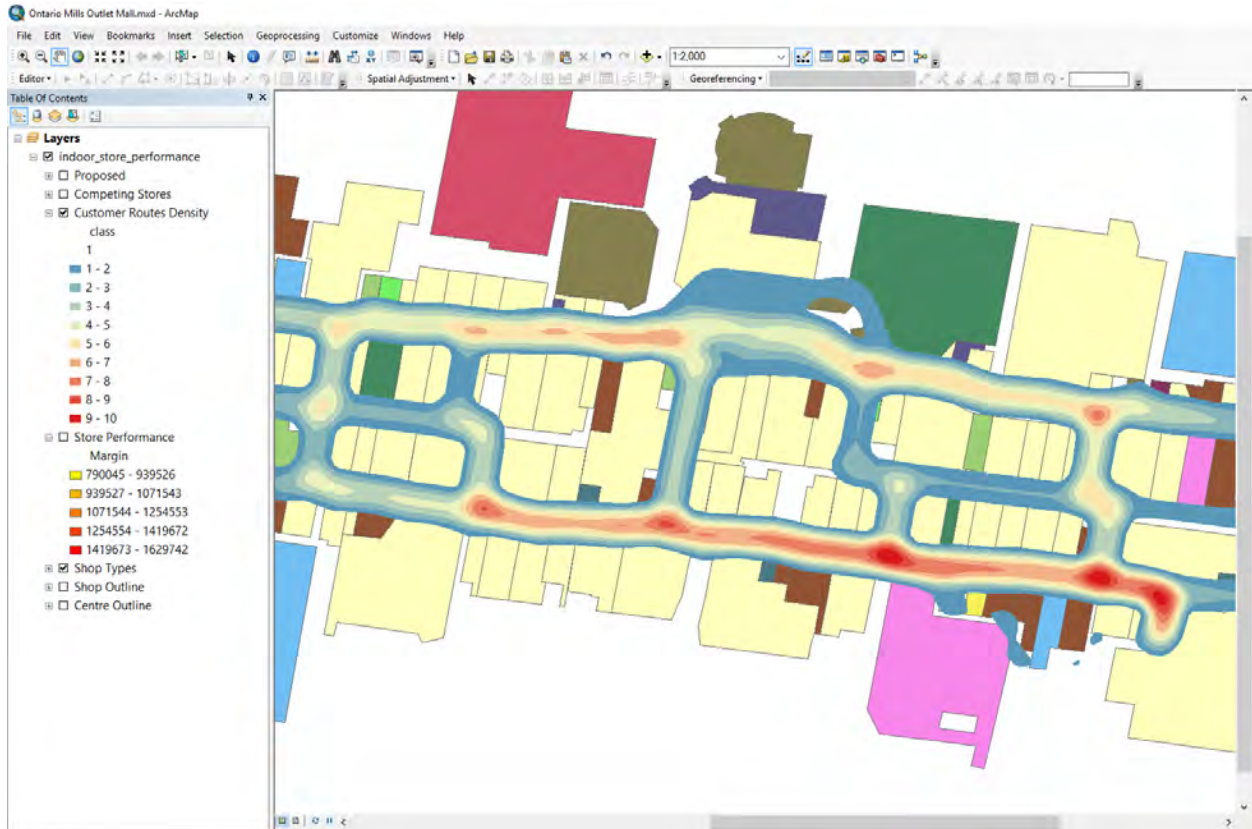 Ontario Mills Outlet Mall.mxd - ArcMap
File Edit View Bookmarks Insert Selection Geoprocessing Customize Windows Help
1:2,000
Editor Spatial Adjustment Georeferencing
Table Of Contents
Layers
indoor_store_performance
Proposed
Competing Stores
Customer Routes Density
class
1
1 - 2
2 - 3
3 - 4
4 - 5
5 - 6
6 - 7
7 - 8
8 - 9
9 - 10
Store Performance
Margin
790045 - 939526
939527 - 1071543
1071544 - 1254553
1254554 - 1419672
1419673 - 1629742
Shop Types
Shop Outline
Centre Outline